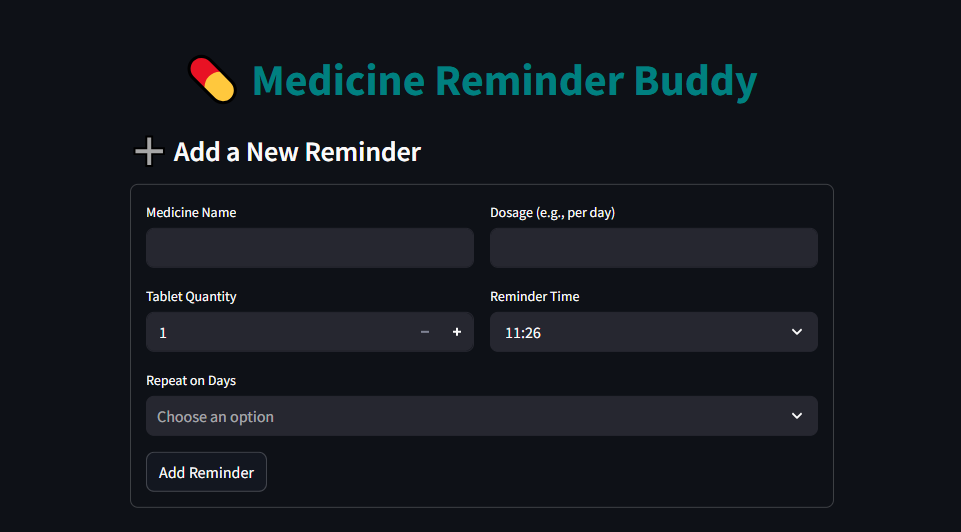 Medicine Reminder Buddy
Add a New Reminder
Medicine Name
Dosage (e.g., per day)
Tablet Quantity
Reminder Time
1
11:26
Repeat on Days
Choose an option
Add Reminder